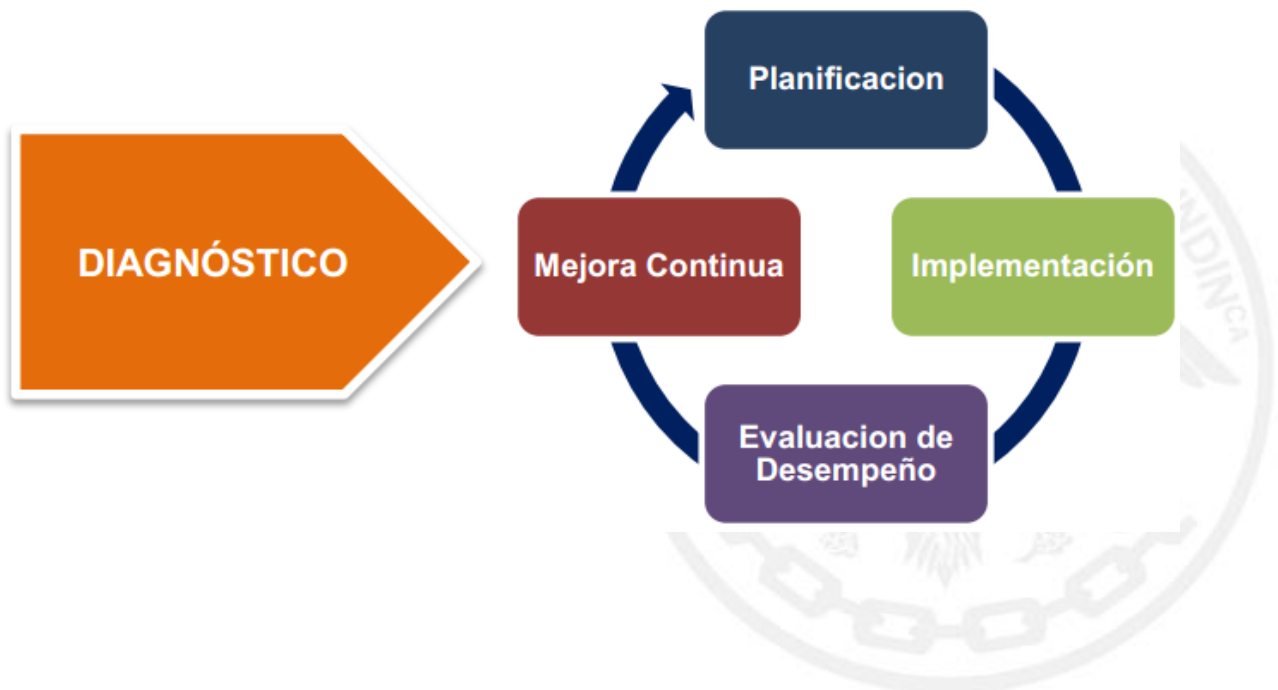 Planificacion
DIAGNÓSTICO
Mejora Continua
Implementación
Evaluacion de
Desempeño